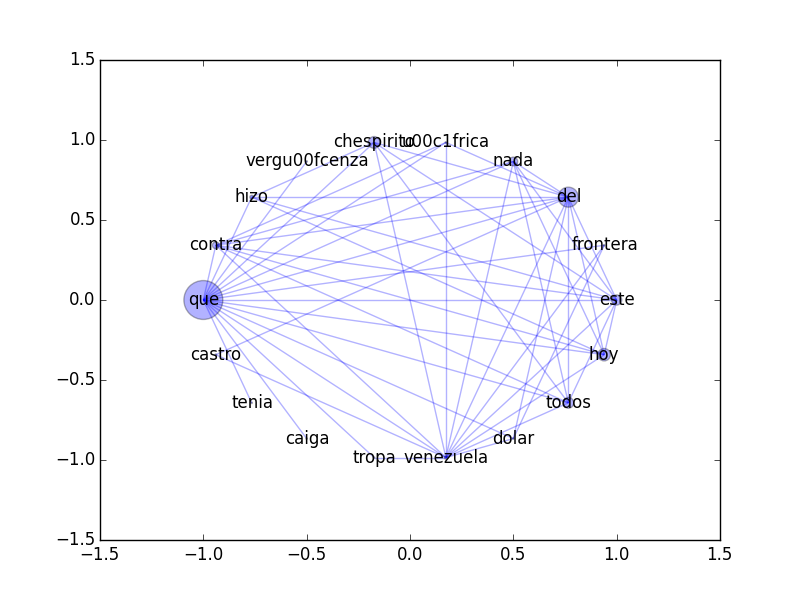 1.5
chespirito u00c1frica
1.0
vergu00fcenza nada
hizo del
0.5
contra frontera
0.0 que este
castro hoy
−0.5
tenia todos
caiga dolar
−1.0 tropa venezuela
−1.5
−1.5 −1.0 −0.5 0.0 0.5 1.0 1.5